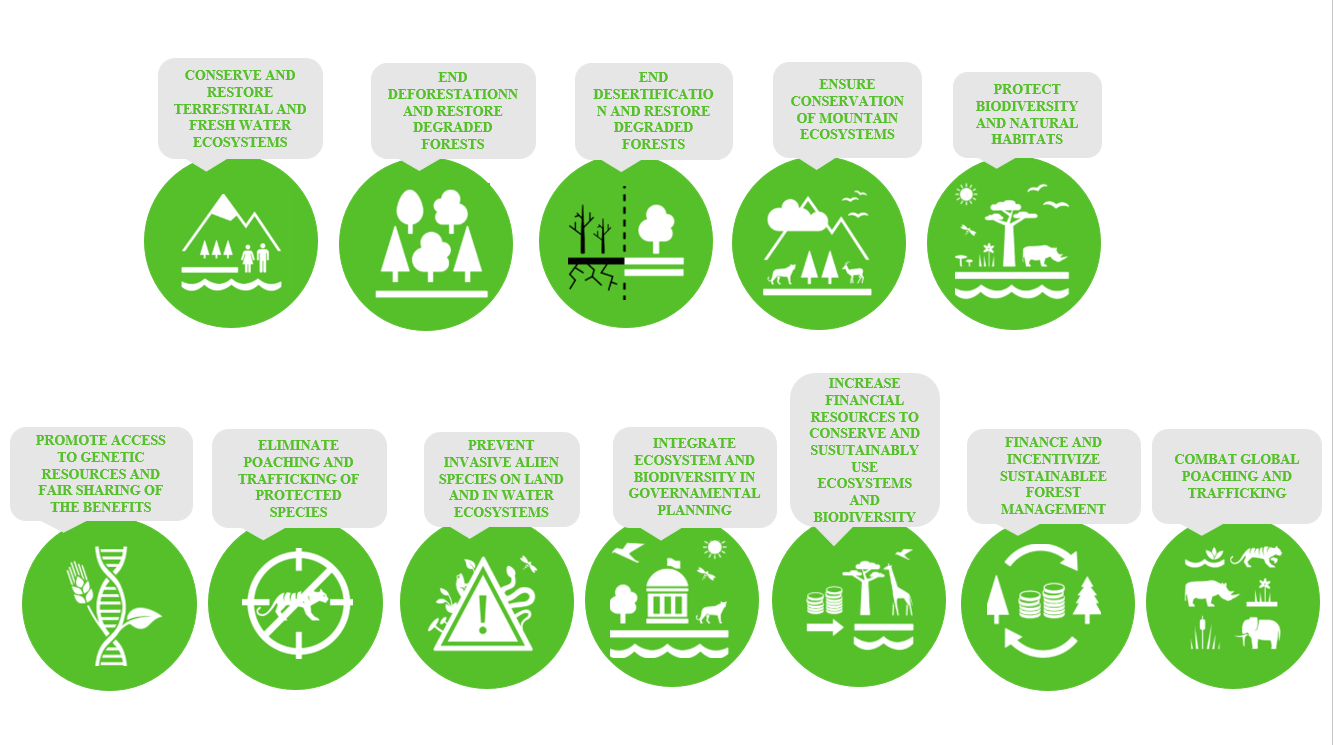 CONSERVE AND
RESTORE
TERRESTRIAL AND
FRESH WATER
ECOSYSTEMS
END
DEFORESTATIONN
AND RESTORE
DEGRADED
FORESTS
END
DESERTIFICATIO
N AND RESTORE
DEGRADED
FORESTS
ENSURE
CONSERVATION
OF MOUNTAIN
ECOSYSTEMS
PROTECT
BIODIVERSITY
AND NATURAL
HABITATS
PROMOTE ACCESS
TO GENETIC
RESOURCES AND
FAIR SHARING OF
THE BENEFITS
ELIMINATE
POACHING AND
TRAFFICKING OF
PROTECTED
SPECIES
PREVENT
INVASIVE ALIEN
SPECIES ON LAND
AND IN WATER
ECOSYSTEMS
INTEGRATE
ECOSYSTEM AND
BIODIVERSITY IN
GOVERNAMENTAL
PLANNING
INCREASE
FINANCIAL
RESOURCES TO
CONSERVE AND
SUSUTAINABLY
USE
ECOSYSTEMS
AND
BIODIVERSITY
FINANCE AND
INCENTIVIZE
SUSTAINABLEE
FOREST
MANAGEMENT
COMBAT GLOBAL
POACHING AND
TRAFFICKING